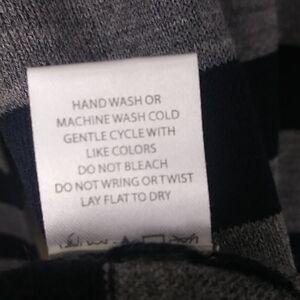 HAND WASH OR
MACHINE WASH COLD
GENTLE CYCLE WITH
LIKE COLORS
DO NOT BLEACH
DO NOT WRING OR TWIST
LAY FLAT TO DRY